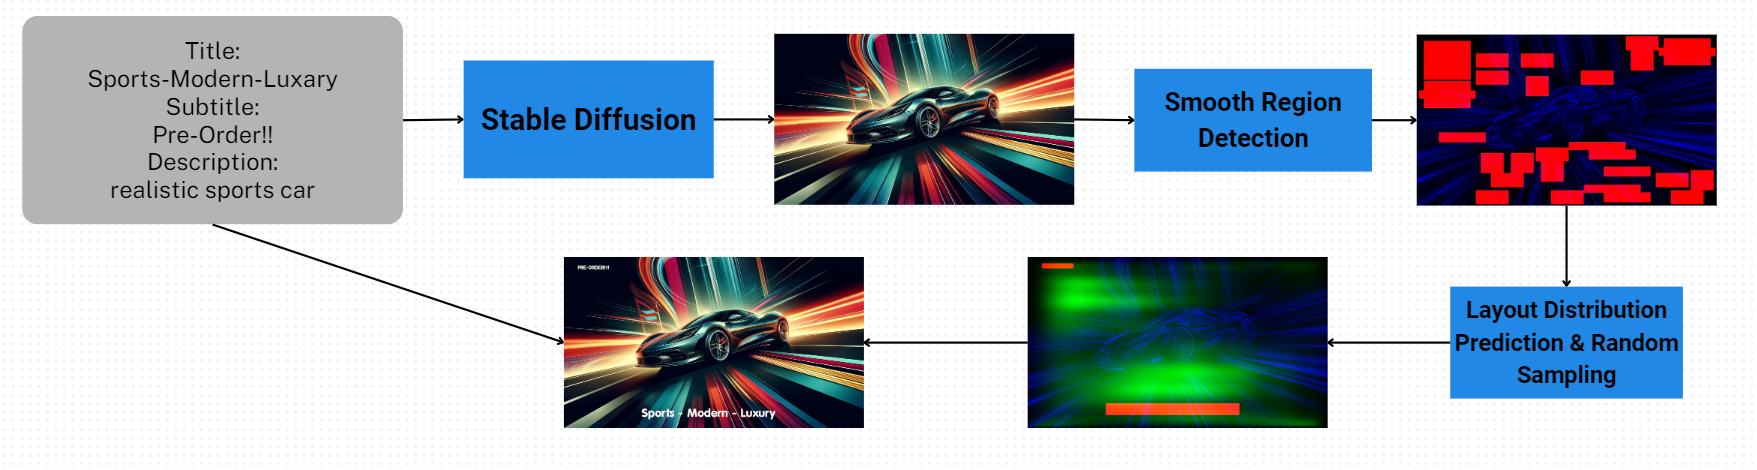 Title:
Sports-Modern-Luxary
Subtitle:
Pre-Order!!
Description:
realistic sports car
Stable Diffusion
Smooth Region
Detection
Layout Distribution
Prediction & Random
Sampling
PRE-ORDER!!!
Sports - Modern - Luxury